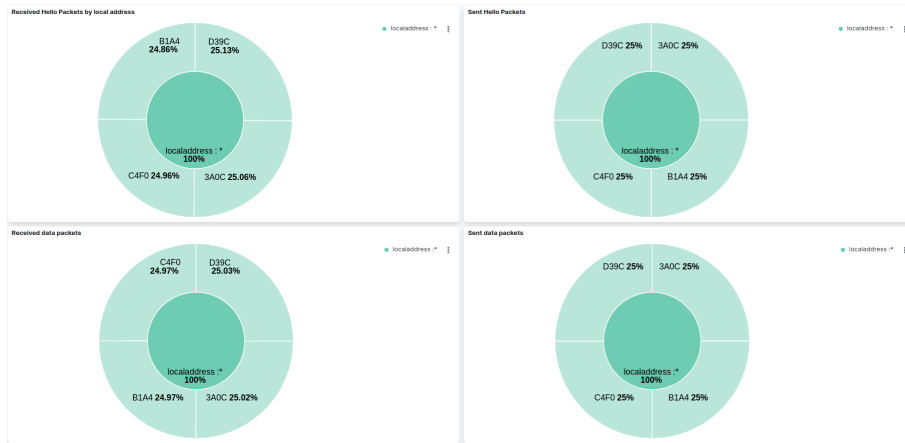 Received Hello Packets by local address
localaddress : *
B1A4
24.86%
D39C
25.13%
localaddress : *
100%
C4F0 24.96%
3A0C 25.06%
Sent Hello Packets
localaddress : *
D39C 25%
3A0C 25%
localaddress : *
100%
C4F0 25%
B1A4 25%
Received data packets
localaddress :*
C4F0
24.97%
D39C
25.03%
localaddress :*
100%
B1A4 24.97%
3A0C 25.02%
Sent data packets
localaddress :*
D39C 25%
3A0C 25%
localaddress :*
100%
C4F0 25%
B1A4 25%